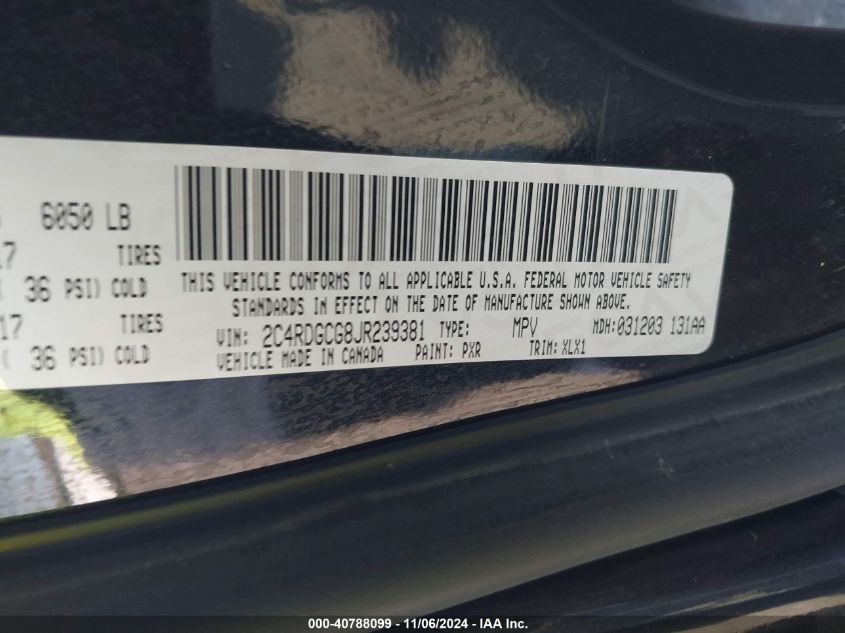 6050 LB
17 TIRES
36 PSI) COLD
17 TIRES
36 PSI) COLD
THIS VEHICLE CONFORMS TO ALL APPLICABLE U.S.A. FEDERAL MOTOR VEHICLE SAFETY
STANDARDS IN EFFECT ON THE DATE OF MANUFACTURE SHOWN ABOVE.
VIN: 2C4RDGCG8JR239381 TYPE: MPV MDH:031203 131AA
VEHICLE MADE IN CANADA PAINT: PXR TRIM: XLX1
000-40788099 - 11/06/2024 - IAA Inc.